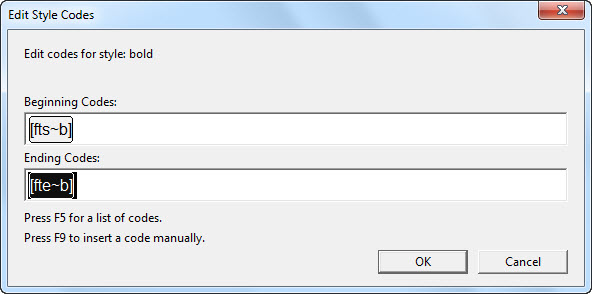 Edit Style Codes
Edit codes for style: bold
Beginning Codes:
[fts~b]
Ending Codes:
[fte~b]
Press F5 for a list of codes.
Press F9 to insert a code manually.
OK Cancel